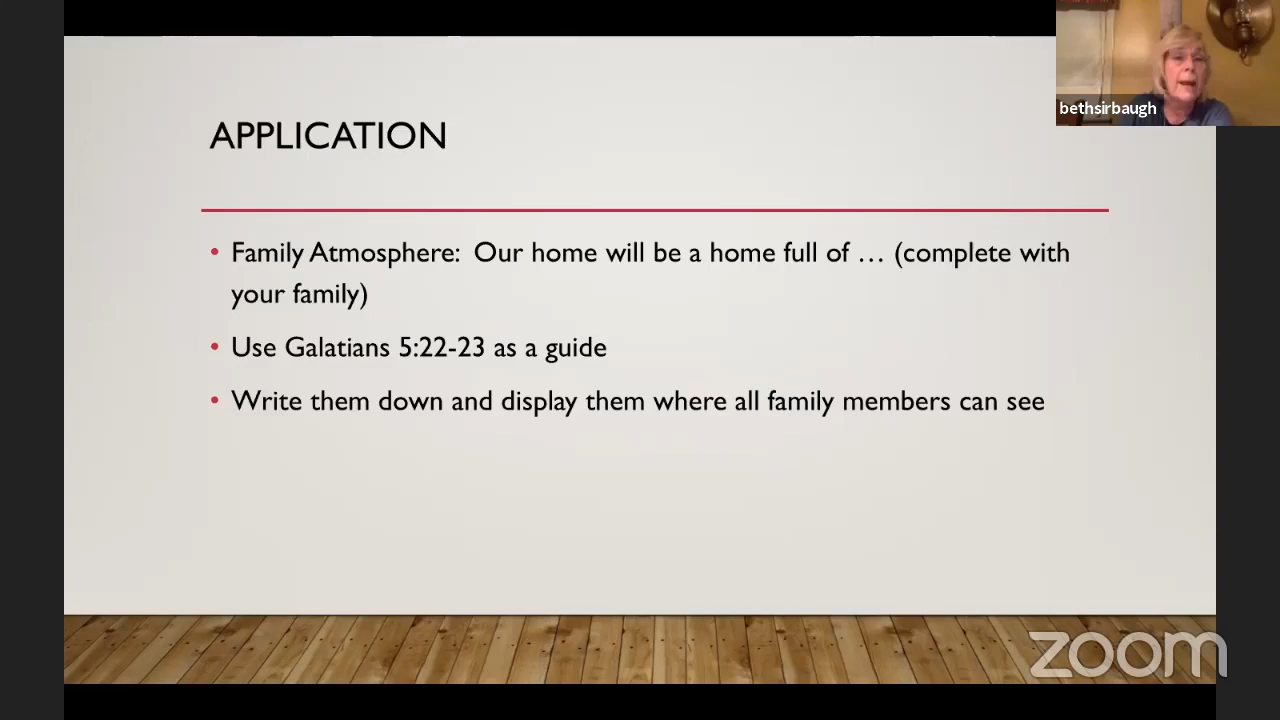 bethsirbaugh
APPLICATION
• Family Atmosphere: Our home will be a home full of … (complete with
your family)
• Use Galatians 5:22-23 as a guide
• Write them down and display them where all family members can see
zoom